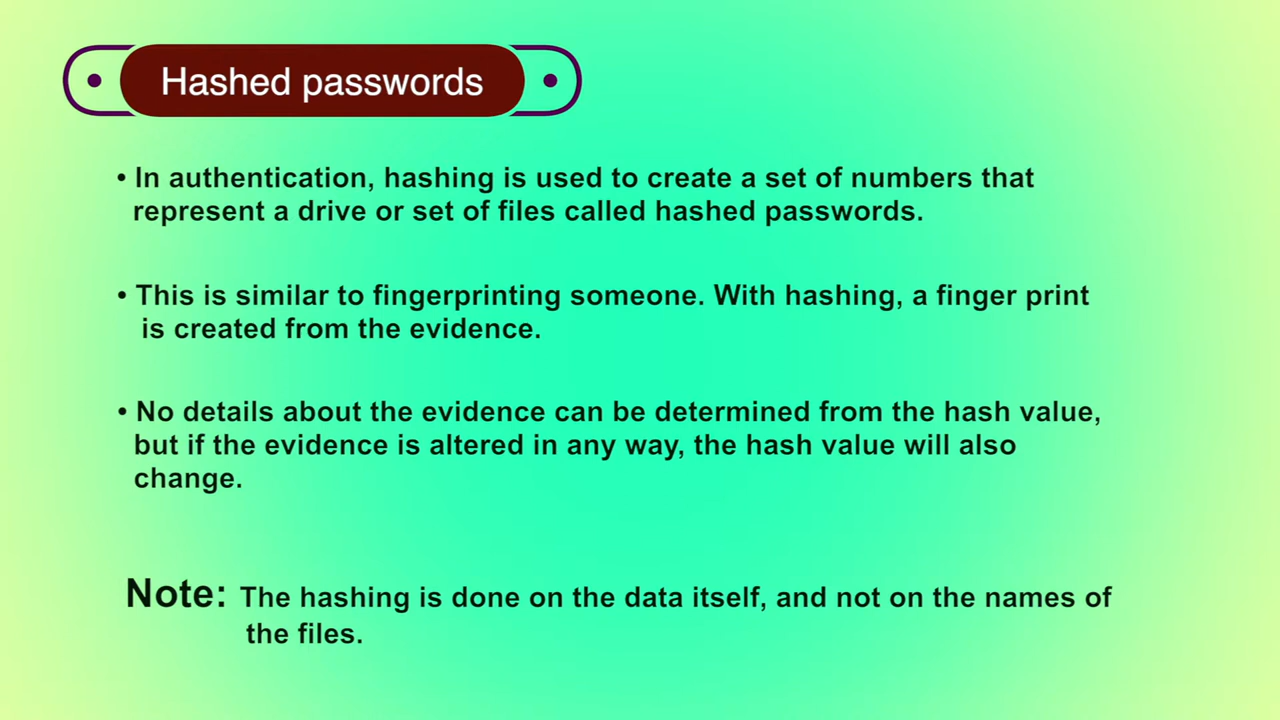 Hashed passwords
• In authentication, hashing is used to create a set of numbers that
represent a drive or set of files called hashed passwords.
• This is similar to fingerprinting someone. With hashing, a finger print
is created from the evidence.
• No details about the evidence can be determined from the hash value,
but if the evidence is altered in any way, the hash value will also
change.
Note: The hashing is done on the data itself, and not on the names of
the files.